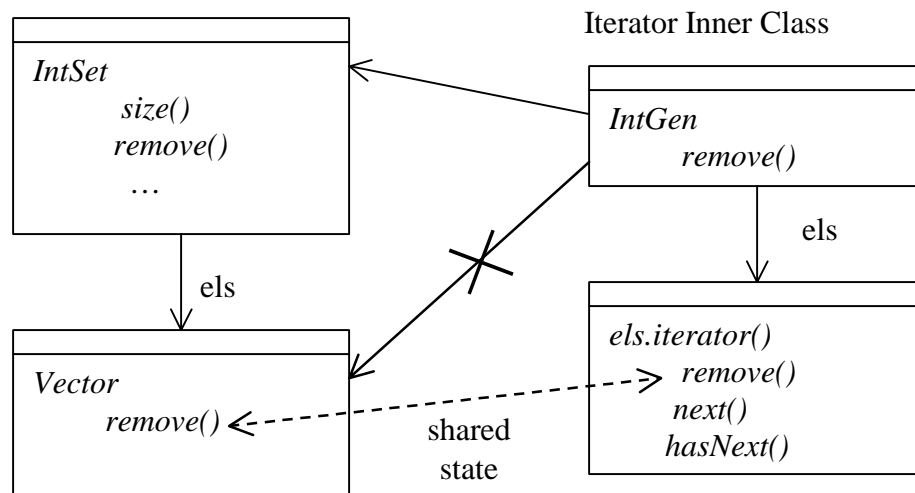 Iterator Inner Class
IntSet
size()
remove()
…
IntGen
remove()
els
els
Vector
remove()
els.iterator()
remove()
next()
hasNext()
shared
state